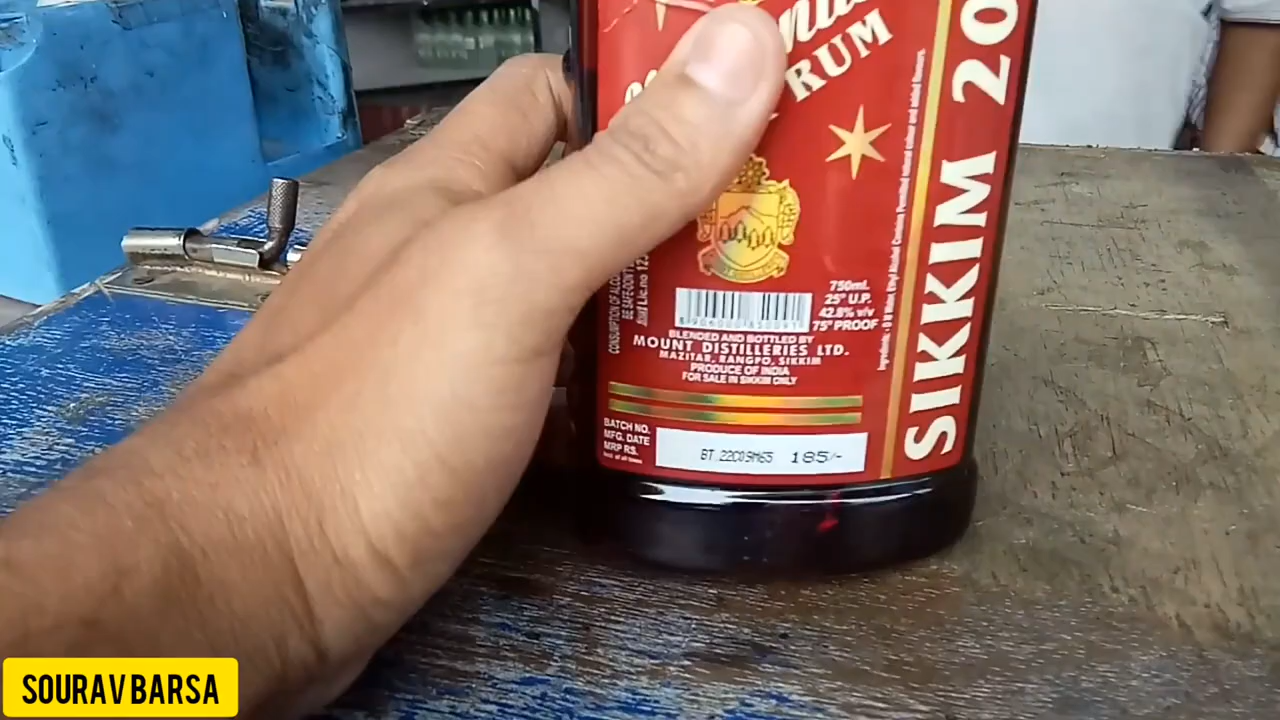 RUM
SIKKIM 20
750ml.
25° U.P.
42.8% v/v
75° PROOF
BLENDED AND BOTTLED BY
MOUNT DISTILLERIES LTD.
MAZITAR, RANGPO, SIKKIM
PRODUCE OF INDIA
FOR SALE IN SIKKIM ONLY
BATCH NO.
MFG. DATE
MRP RS.
BT 22C09M65 185/-
SOURAV BARSA